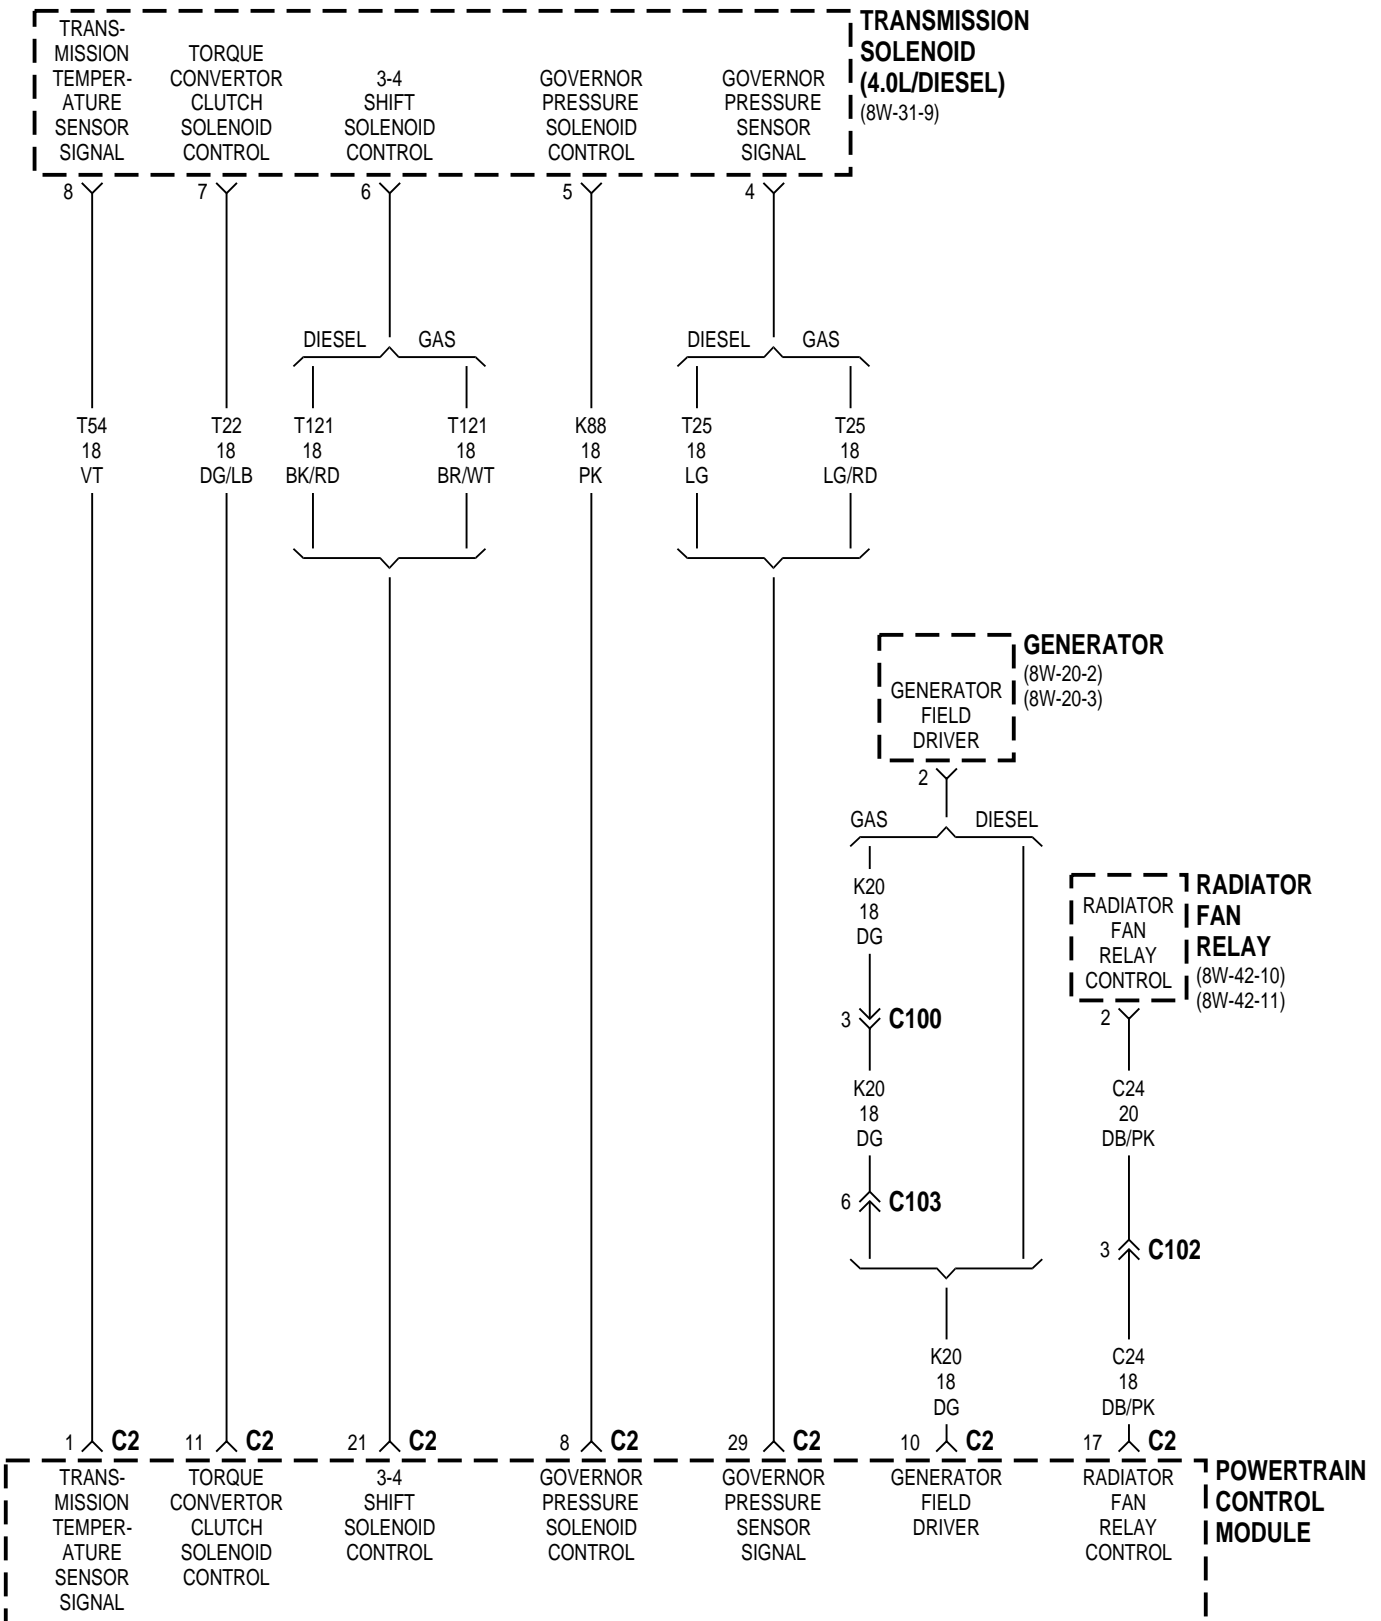 TRANS-
MISSION
TEMPER-
ATURE
SENSOR
SIGNAL
TORQUE
CONVERTOR
CLUTCH
SOLENOID
CONTROL
3-4
SHIFT
SOLENOID
CONTROL
GOVERNOR
PRESSURE
SOLENOID
CONTROL
GOVERNOR
PRESSURE
SENSOR
SIGNAL
TRANSMISSION
SOLENOID
(4.0L/DIESEL)
(8W-31-9)
8
7
6
5
4
DIESEL GAS
DIESEL GAS
T54
18
VT
T22
18
DG/LB
T121
18
BK/RD
T121
18
BR/WT
K88
18
PK
T25
18
LG
T25
18
LG/RD
GENERATOR
FIELD
DRIVER
GENERATOR
(8W-20-2)
(8W-20-3)
2
GAS DIESEL
K20
18
DG
3 C100
K20
18
DG
6 C103
K20
18
DG
RADIATOR
FAN
RELAY
CONTROL
RADIATOR
FAN
RELAY
(8W-42-10)
(8W-42-11)
2
C24
20
DB/PK
3 C102
C24
18
DB/PK
1 C2
11 C2
21 C2
8 C2
29 C2
10 C2
17 C2
TRANS-
MISSION
TEMPER-
ATURE
SENSOR
SIGNAL
TORQUE
CONVERTOR
CLUTCH
SOLENOID
CONTROL
3-4
SHIFT
SOLENOID
CONTROL
GOVERNOR
PRESSURE
SOLENOID
CONTROL
GOVERNOR
PRESSURE
SENSOR
SIGNAL
GENERATOR
FIELD
DRIVER
RADIATOR
FAN
RELAY
CONTROL
POWERTRAIN
CONTROL
MODULE